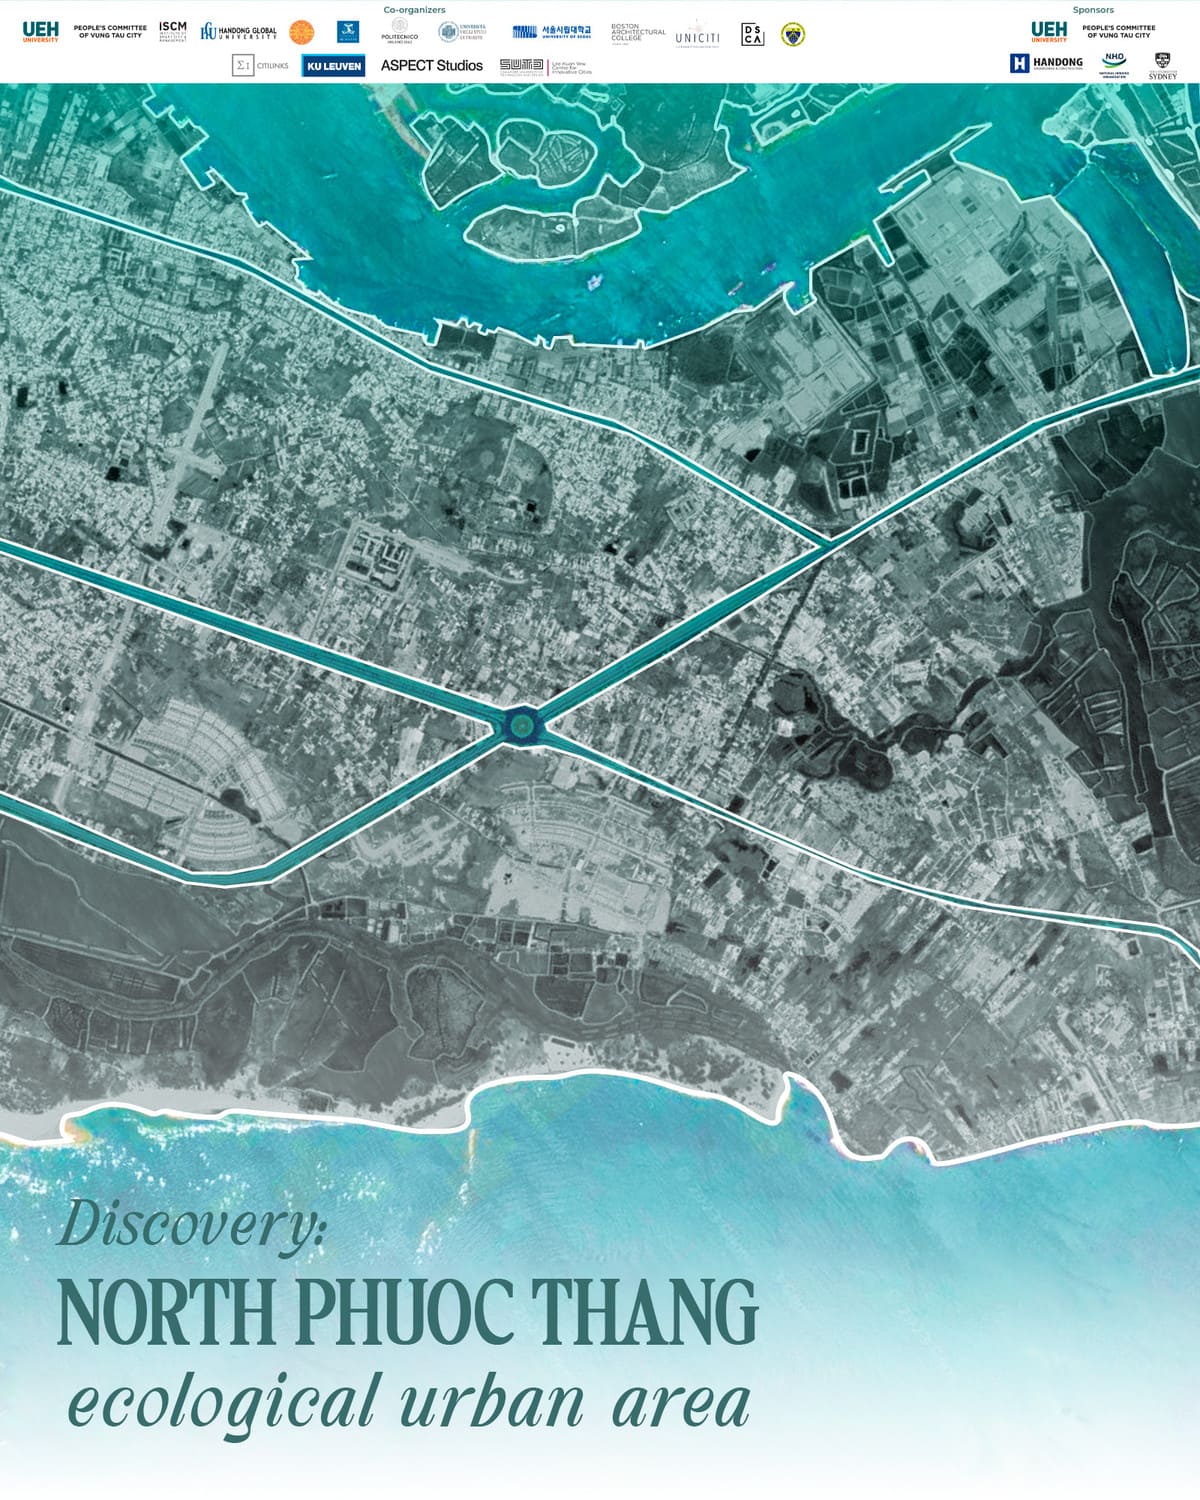 Co-organizers
Sponsors
UEH
UNIVERSITY
PEOPLE'S COMMITTEE
OF VUNG TAU CITY
ISCM
HANDONG GLOBAL
UNIVERSITY
POLITECNICO
MILANO 1863
서울시립대학교
UNIVERSITY OF SEOUL
BOSTON
ARCHITECTURAL
COLLEGE
UNICITI
DS
CA
UEH
UNIVERSITY
PEOPLE'S COMMITTEE
OF VUNG TAU CITY
ΣΙ
CITILINKS
KU LEUVEN
ASPECT Studios
Lee Kuan Yew
Centre for
Innovative Cities
H
HANDONG
NHO
SYDNEY
Discovery:
NORTH PHUOC THANG
ecological urban area